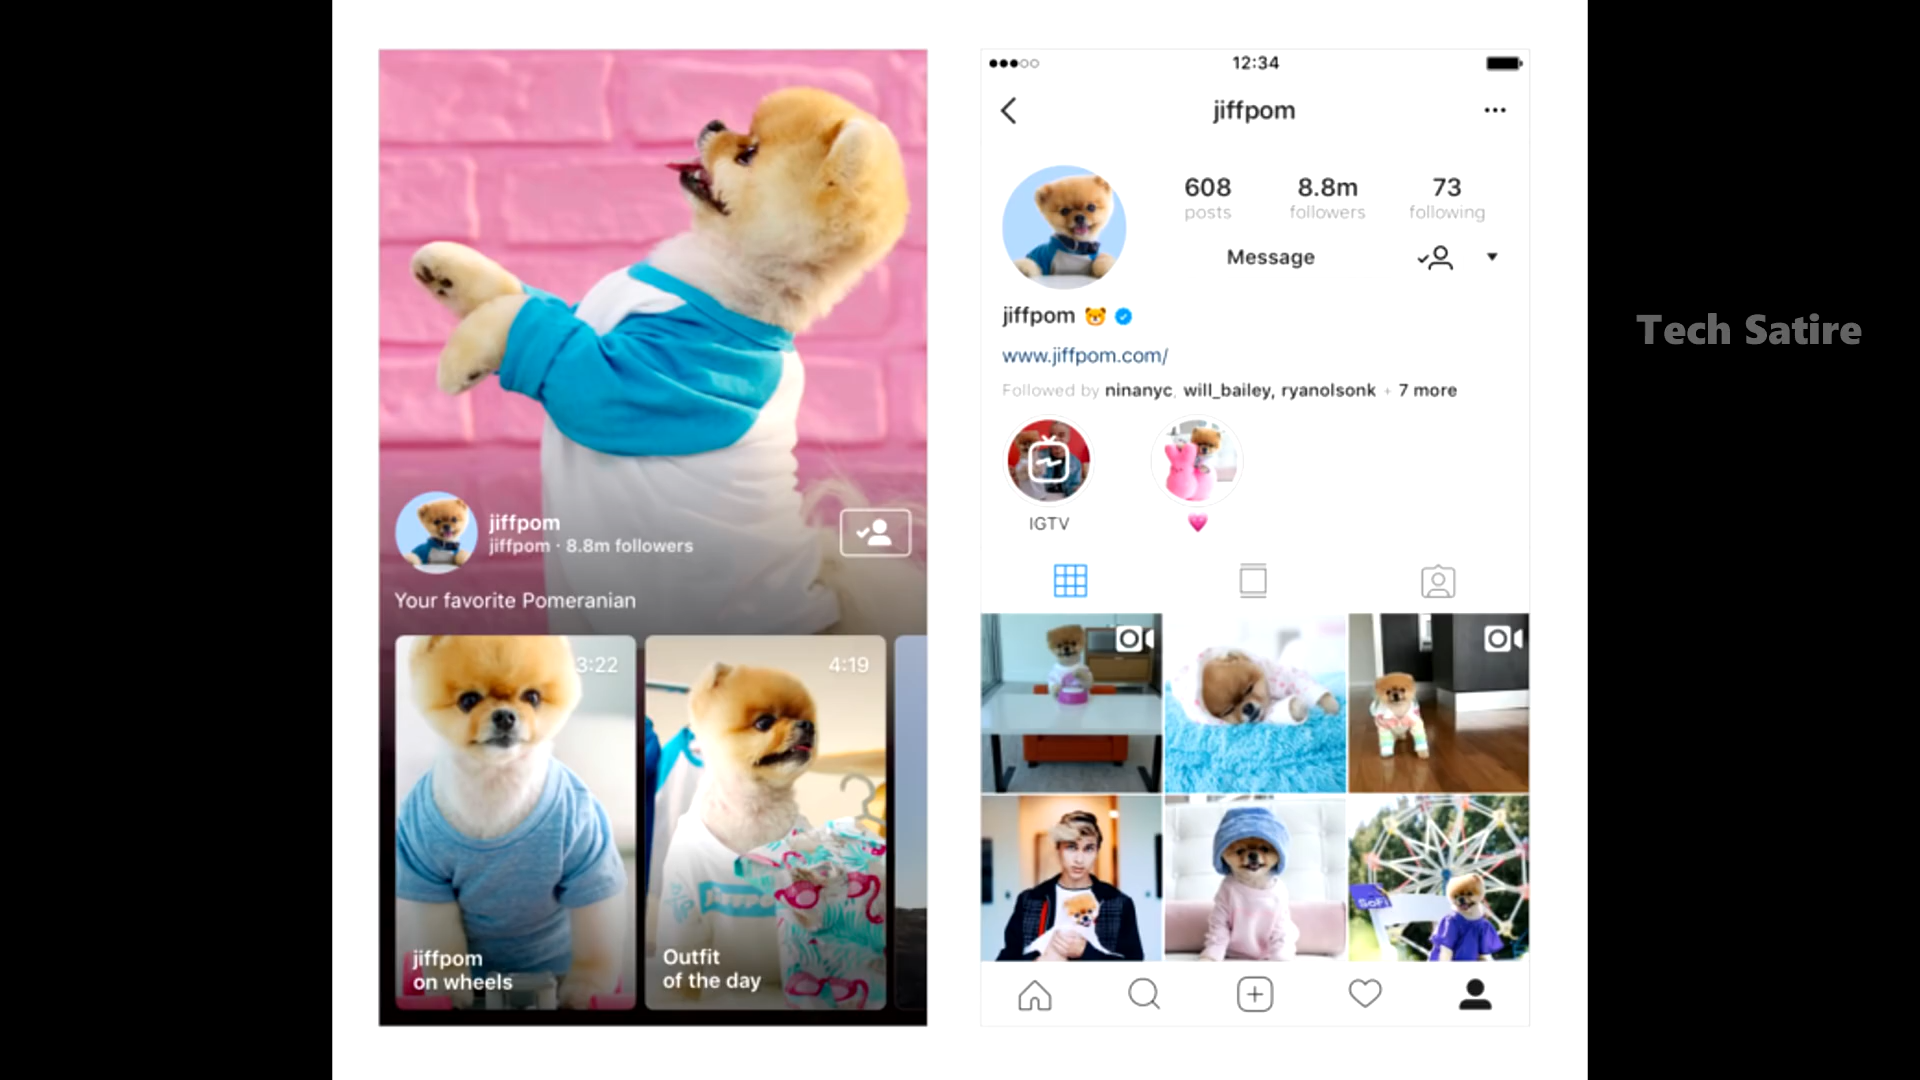 jiffpom
jiffpom · 8.8m followers
Your favorite Pomeranian
3:22
jiffpom
on wheels
4:19
Outfit
of the day
12:34
jiffpom
608
posts
8.8m
followers
73
following
Message
jiffpom
www.jiffpom.com/
Followed by ninanyc, will_bailey, ryanolsonk + 7 more
IGTV
SoFi
Tech Satire